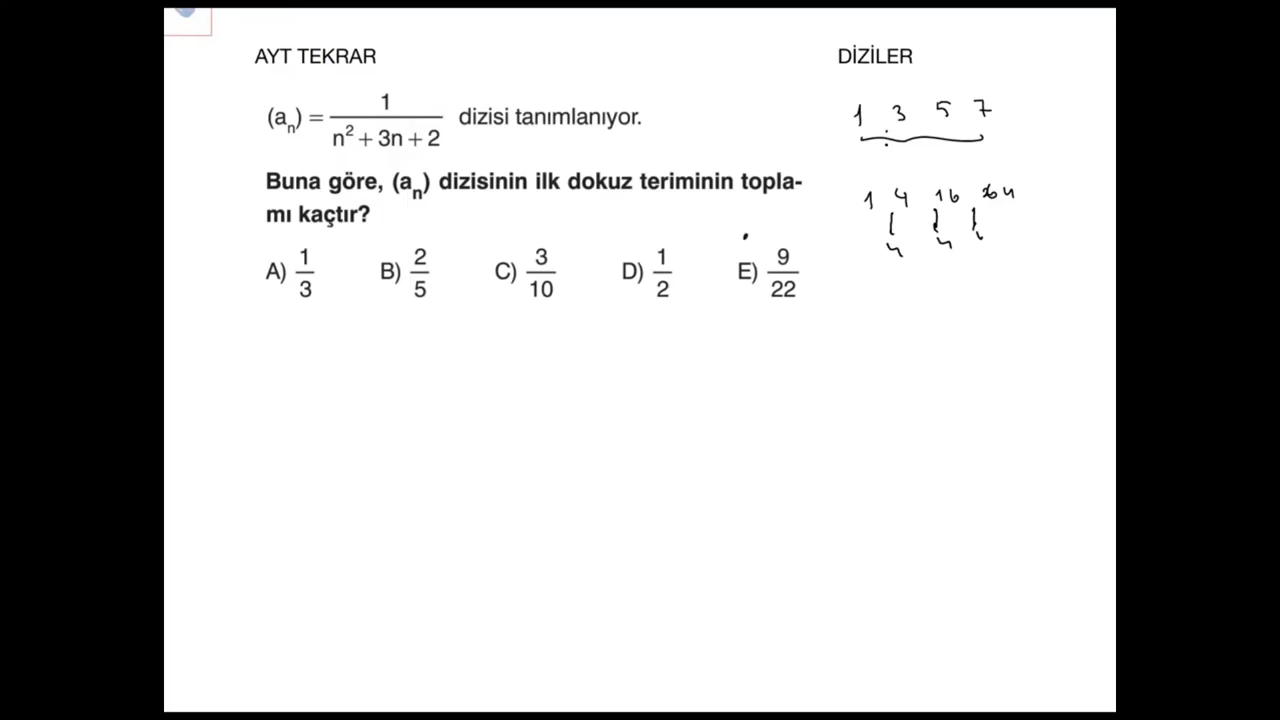 AYT TEKRAR
DİZİLER
(aₙ) = 1 / (n² + 3n + 2) dizisi tanımlanıyor.
Buna göre, (aₙ) dizisinin ilk dokuz teriminin topla-
mı kaçtır?
A) 1/3 B) 2/5 C) 3/10 D) 1/2 E) 9/22
1 3 5 7
1 4 16 64
4 4